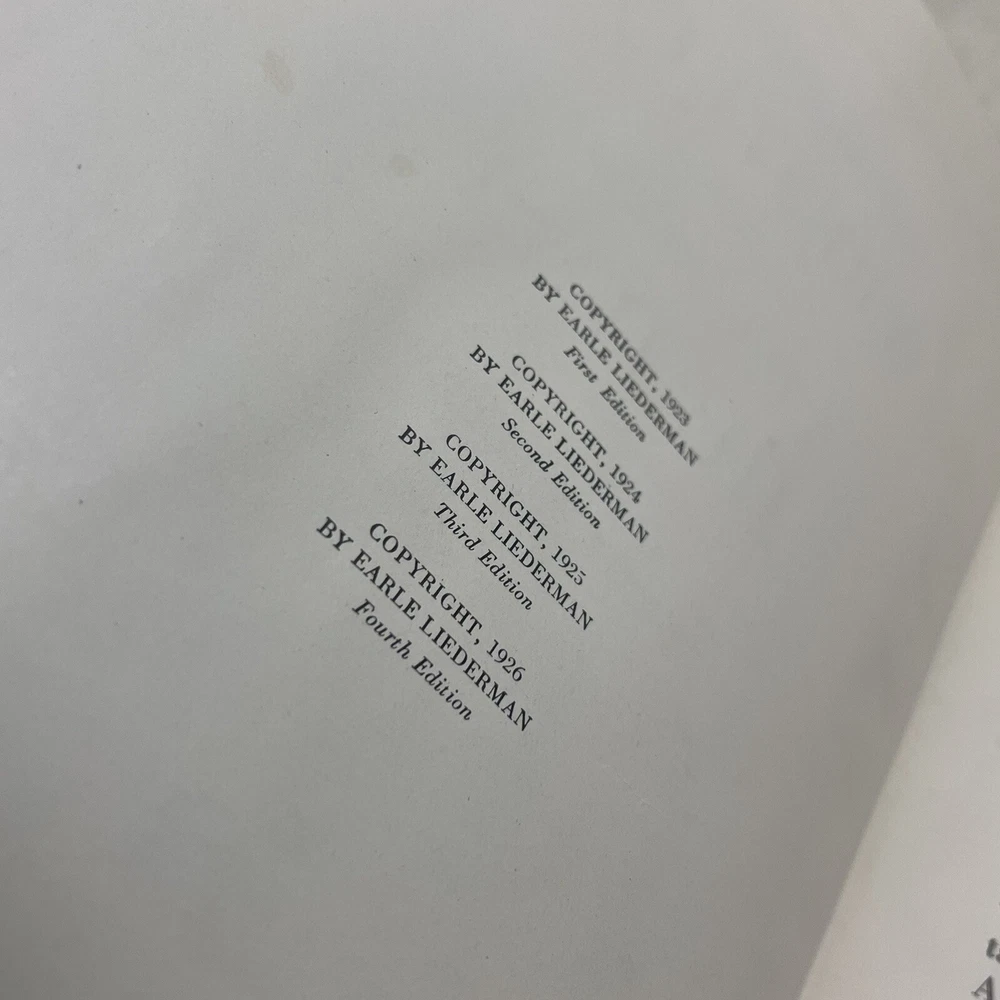 COPYRIGHT, 1923
BY EARLE LIEDERMAN
First Edition
COPYRIGHT, 1924
BY EARLE LIEDERMAN
Second Edition
COPYRIGHT, 1925
BY EARLE LIEDERMAN
Third Edition
COPYRIGHT, 1926
BY EARLE LIEDERMAN
Fourth Edition